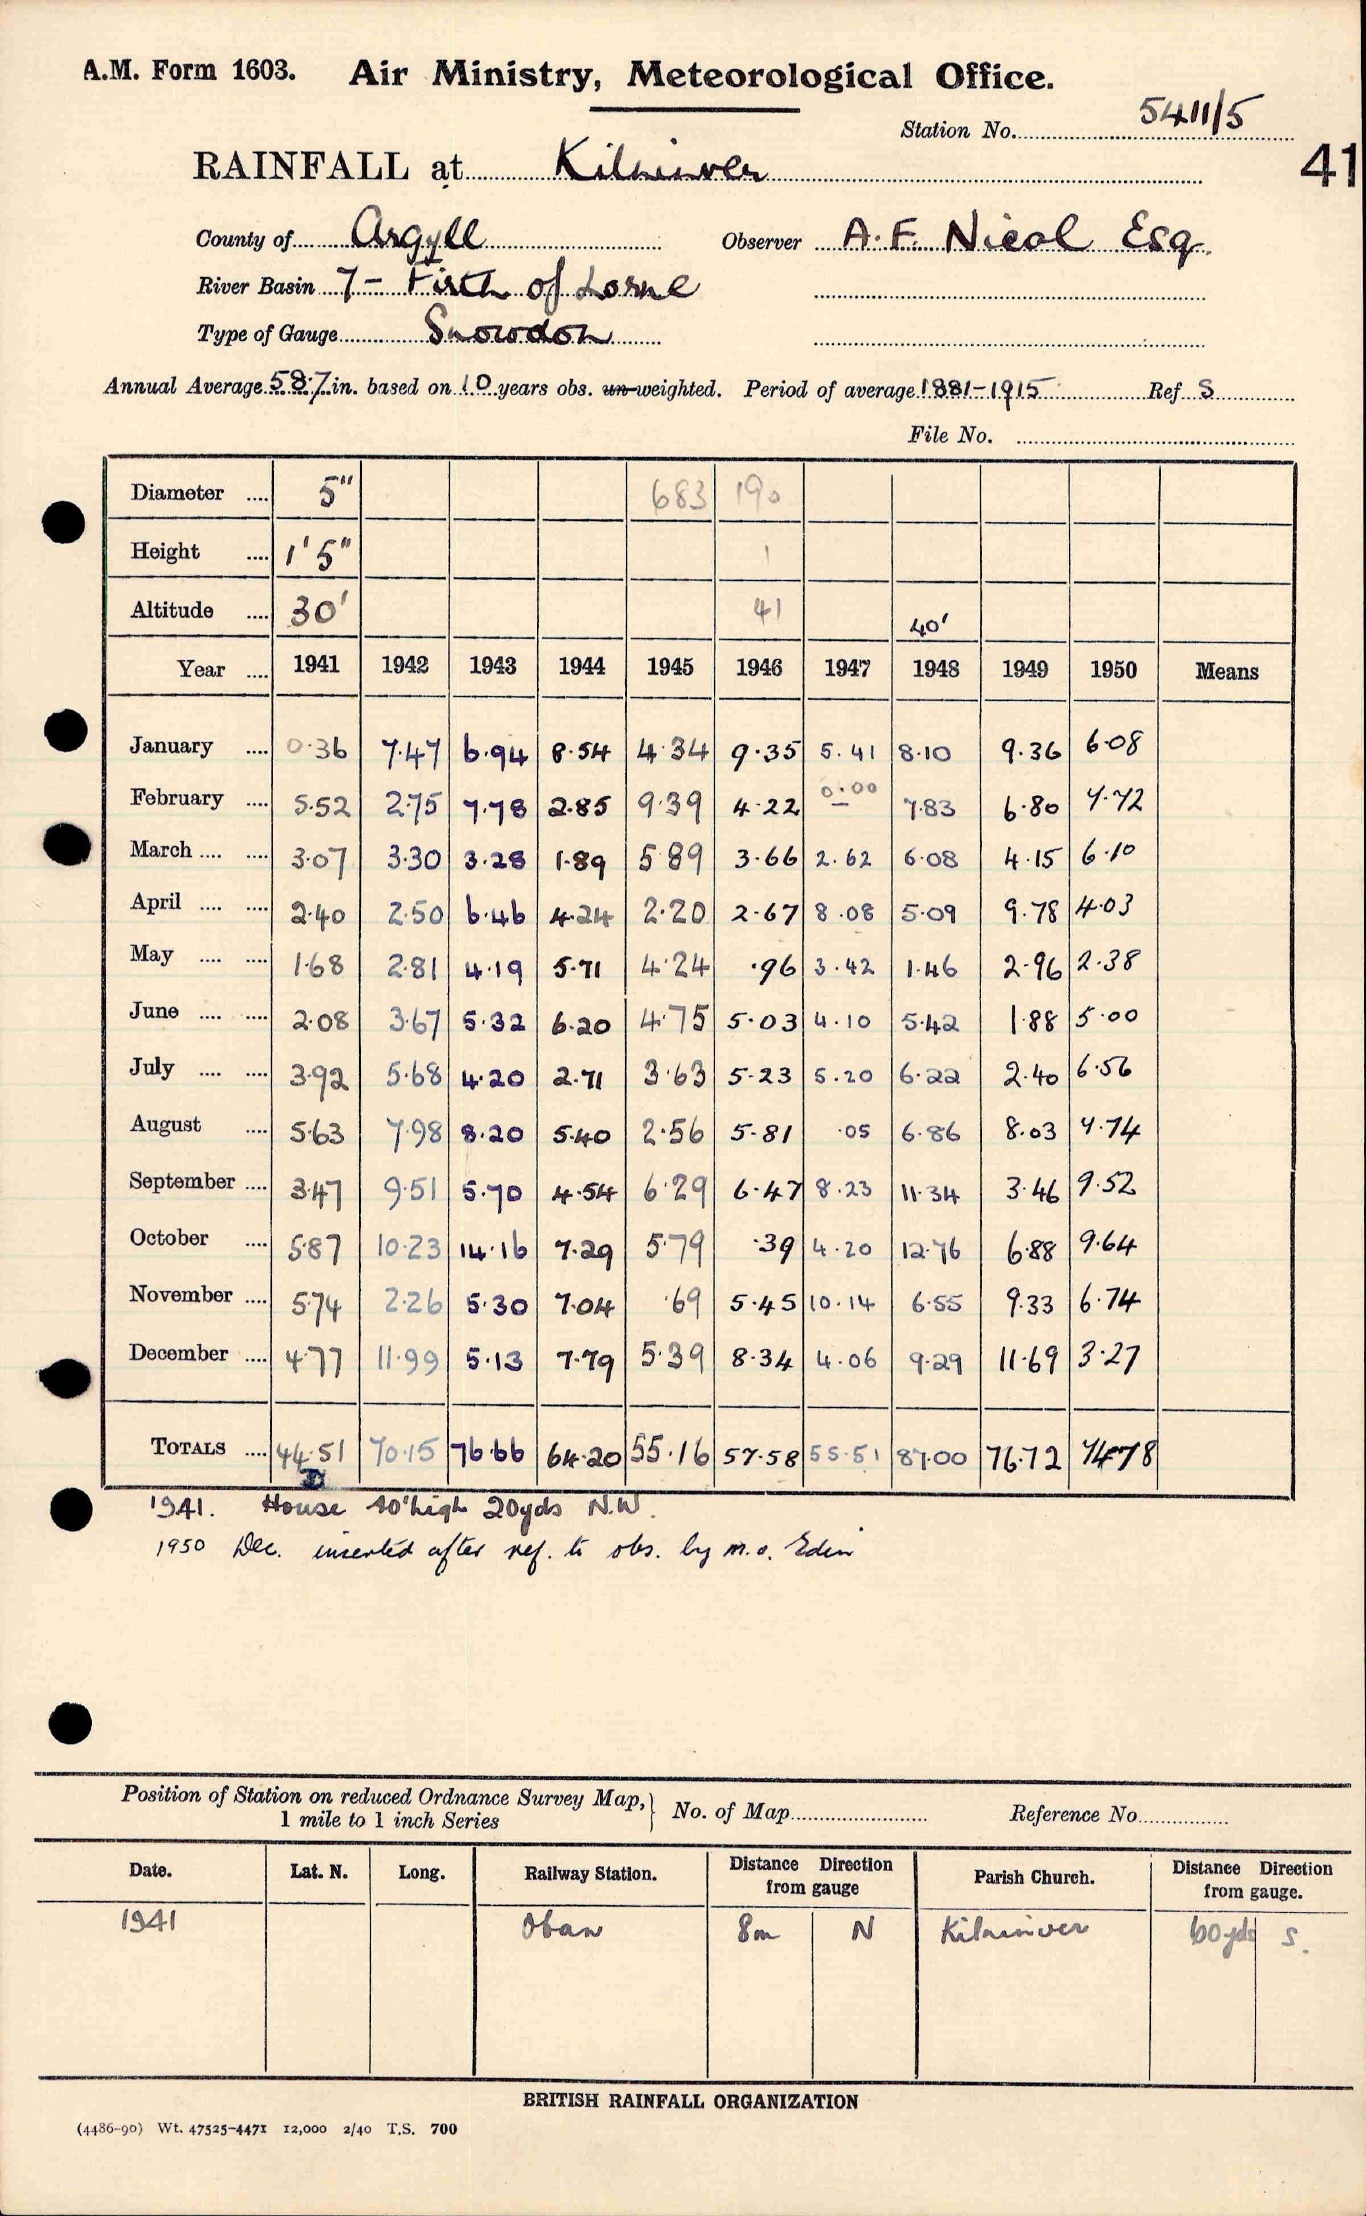 A.M. Form 1603. Air Ministry, Meteorological Office.
Station No. 5411/5
41
RAINFALL at Kilninver
County of Argyll Observer A. F. Nicol Esq.
River Basin 7 - Firth of Lorne
Type of Gauge Snowdon
Annual Average 58.7 in. based on 10 years obs. un-weighted. Period of average 1881-1915 Ref S
File No.
Diameter .... 5" 683 190
Height .... 1' 5" 1
Altitude .... 30' 41 40'
Year .... 1941 1942 1943 1944 1945 1946 1947 1948 1949 1950 Means
January .... 0.36 7.47 6.94 8.54 4.34 9.35 5.41 8.10 9.36 6.08
February .... 5.52 2.75 7.78 2.85 9.39 4.22 0.00 7.83 6.80 7.72
March .... .... 3.07 3.30 3.28 1.89 5.89 3.66 2.62 6.08 4.15 6.10
April .... .... 2.40 2.50 6.46 4.24 2.20 2.67 8.08 5.09 9.78 4.03
May .... .... 1.68 2.81 4.19 5.71 4.24 .96 3.42 1.46 2.96 2.38
June .... .... 2.08 3.67 5.32 6.20 4.75 5.03 4.10 5.42 1.88 5.00
July .... .... 3.92 5.68 4.20 2.71 3.63 5.23 5.20 6.22 2.40 6.56
August .... 5.63 7.98 8.20 5.40 2.56 5.81 .05 6.86 8.03 7.74
September .... 3.47 9.51 5.70 4.54 6.29 6.47 8.23 11.34 3.46 9.52
October .... 5.87 10.23 14.16 7.29 5.79 .39 4.20 12.76 6.88 9.64
November .... 5.74 2.26 5.30 7.04 .69 5.45 10.14 6.55 9.33 6.74
December .... 4.77 11.99 5.13 7.79 5.39 8.34 4.06 9.29 11.69 3.27
TOTALS .... 44.51 70.15 76.66 64.20 55.16 57.58 55.51 87.00 76.72 74.78
1941. House 40' high 20yds N.W.
1950 Dec. inserted after ref. to obs. by M.O. Edin
Position of Station on reduced Ordnance Survey Map, 1 mile to 1 inch Series } No. of Map Reference No.
Date. Lat. N. Long. Railway Station. Distance Direction from gauge Parish Church. Distance Direction from gauge.
1941 Oban 8m N Kilninver 60yds S.
BRITISH RAINFALL ORGANIZATION
(4486-90) Wt. 47525-4471 12,000 2/40 T.S. 700